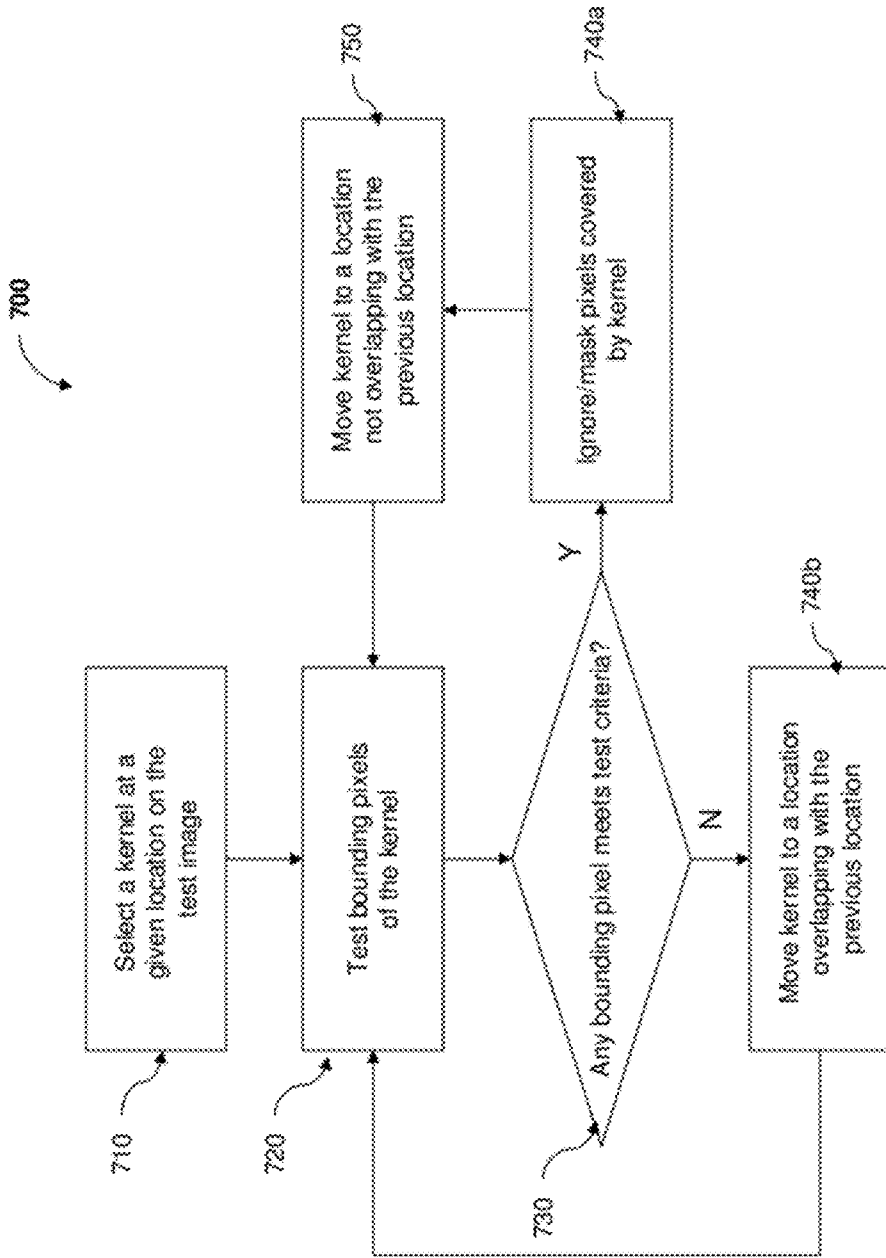 700
710
Select a kernel at a
given location on the
test image
720
Test bounding pixels
of the kernel
730
Any bounding pixel meets test criteria?
Y
N
740a
Ignore/mask pixels covered
by kernel
750
Move kernel to a location
not overlapping with the
previous location
740b
Move kernel to a location
overlapping with the
previous location